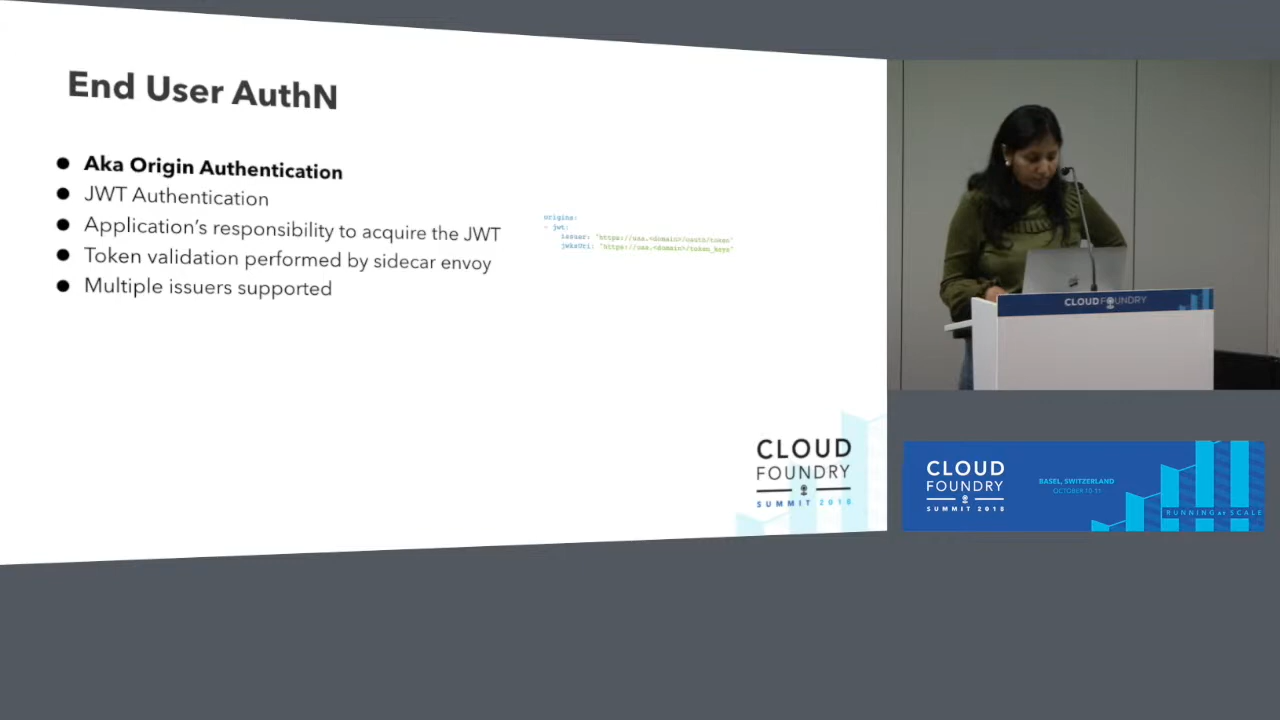 End User AuthN
● Aka Origin Authentication
● JWT Authentication
● Application's responsibility to acquire the JWT
● Token validation performed by sidecar envoy
● Multiple issuers supported
origins:
- jwt:
issuer: "https://uaa.<domain>/oauth/token"
jwksUri: "https://uaa.<domain>/token_keys"
CLOUD
FOUNDRY
SUMMIT 2018
CLOUD FOUNDRY
CLOUD
FOUNDRY
SUMMIT 2018
BASEL, SWITZERLAND
OCTOBER 10-11
RUNNING AT SCALE